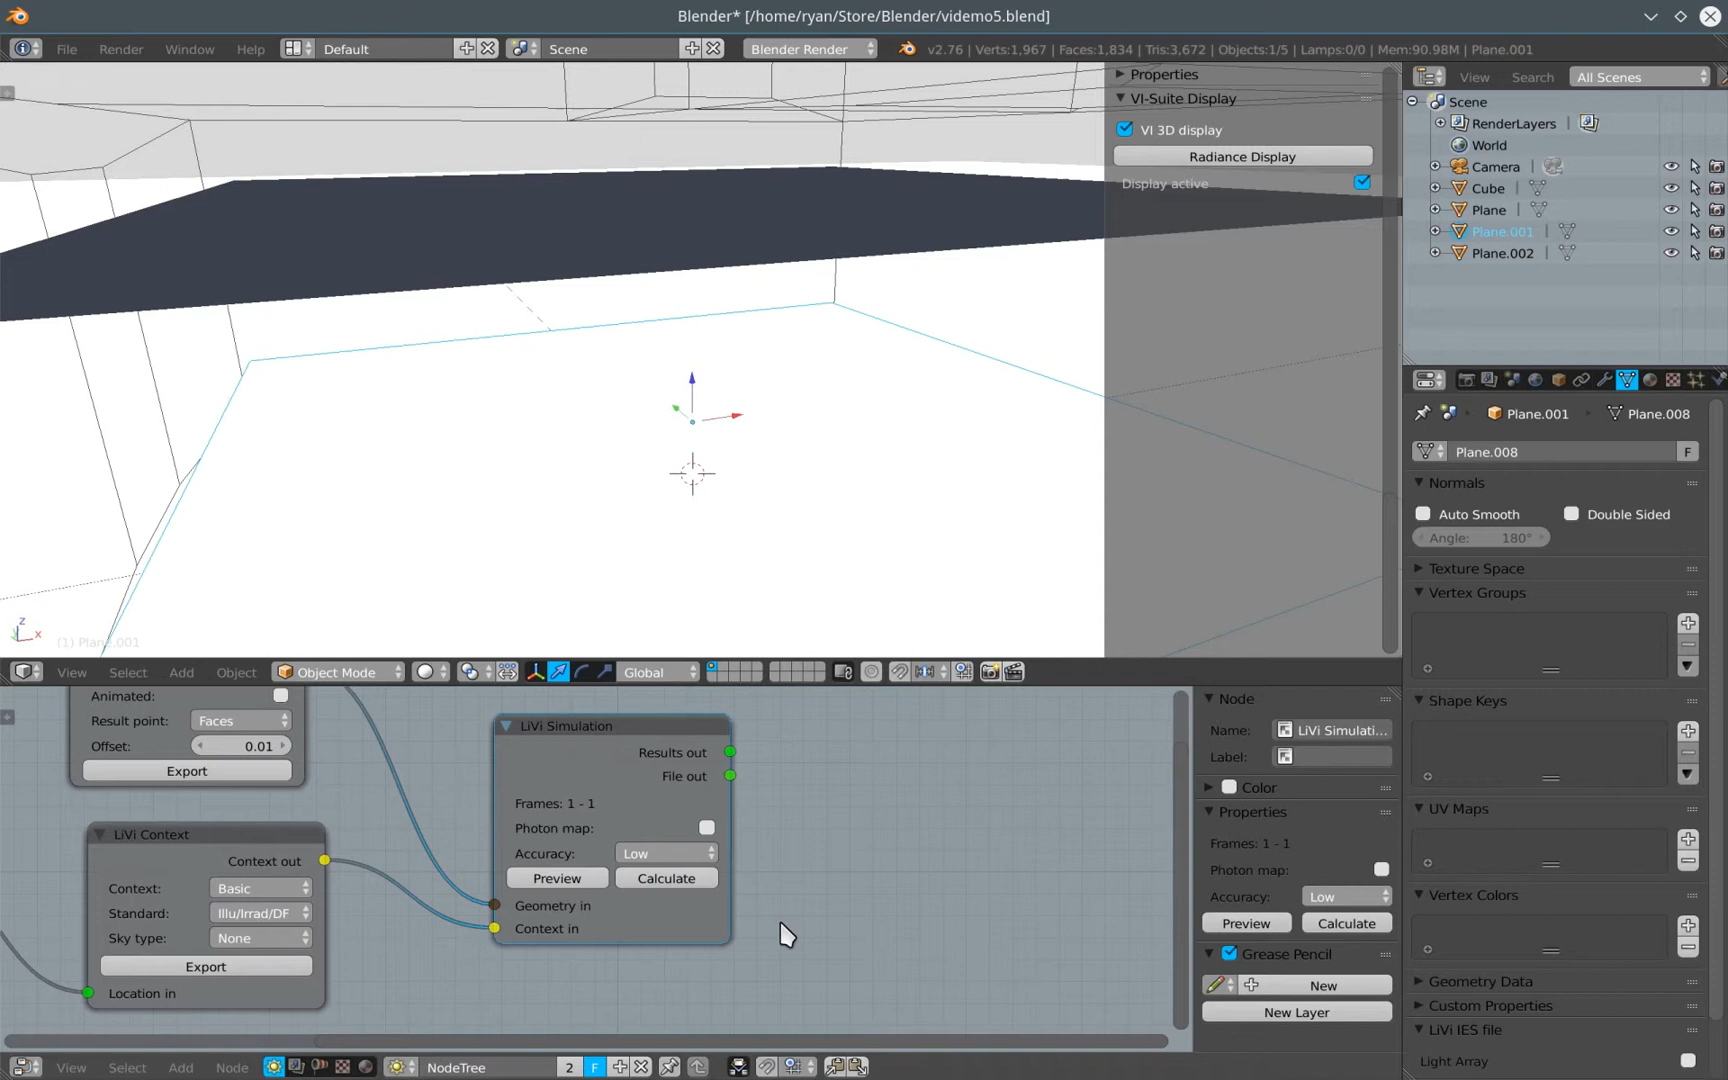 Blender* [/home/ryan/Store/Blender/videmo5.blend]
File Render Window Help Default Scene Blender Render v2.76 | Verts:1,967 | Faces:1,834 | Tris:3,672 | Objects:1/5 | Lamps:0/0 | Mem:90.98M | Plane.001
Properties
VI-Suite Display
VI 3D display
Radiance Display
Display active
z
x
(1) Plane.001
View Select Add Object Object Mode Global
View Search All Scenes
Scene
RenderLayers
World
Camera
Cube
Plane
Plane.001
Plane.002
Plane.001 Plane.008
Plane.008 F
Normals
Auto Smooth Double Sided
Angle: 180°
Texture Space
Vertex Groups
Shape Keys
UV Maps
Vertex Colors
Geometry Data
Custom Properties
LiVi IES file
Light Array
Animated:
Result point: Faces
Offset: 0.01
Export
LiVi Context
Context out
Context: Basic
Standard: Illu/Irrad/DF
Sky type: None
Export
Location in
LiVi Simulation
Results out
File out
Frames: 1 - 1
Photon map:
Accuracy: Low
Preview Calculate
Geometry in
Context in
Node
Name: LiVi Simulati...
Label:
Color
Properties
Frames: 1 - 1
Photon map:
Accuracy: Low
Preview Calculate
Grease Pencil
New
New Layer
View Select Add Node NodeTree 2 F